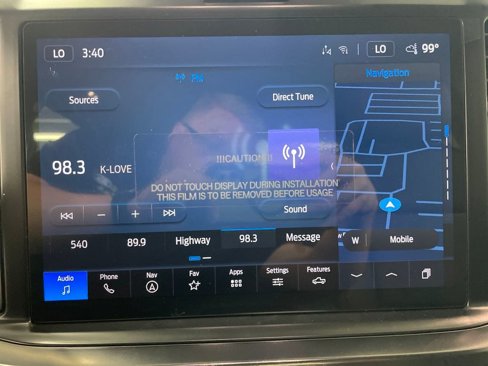 LO 3:40 LO 99°
FM Navigation
Sources Direct Tune
98.3 K-LOVE
!!!CAUTION!!!
DO NOT TOUCH DISPLAY DURING INSTALLATION
THIS FILM IS TO BE REMOVED BEFORE USAGE.
Sound
540 89.9 Highway 98.3 Message W Mobile
Audio Phone Nav Fav Apps Settings Features